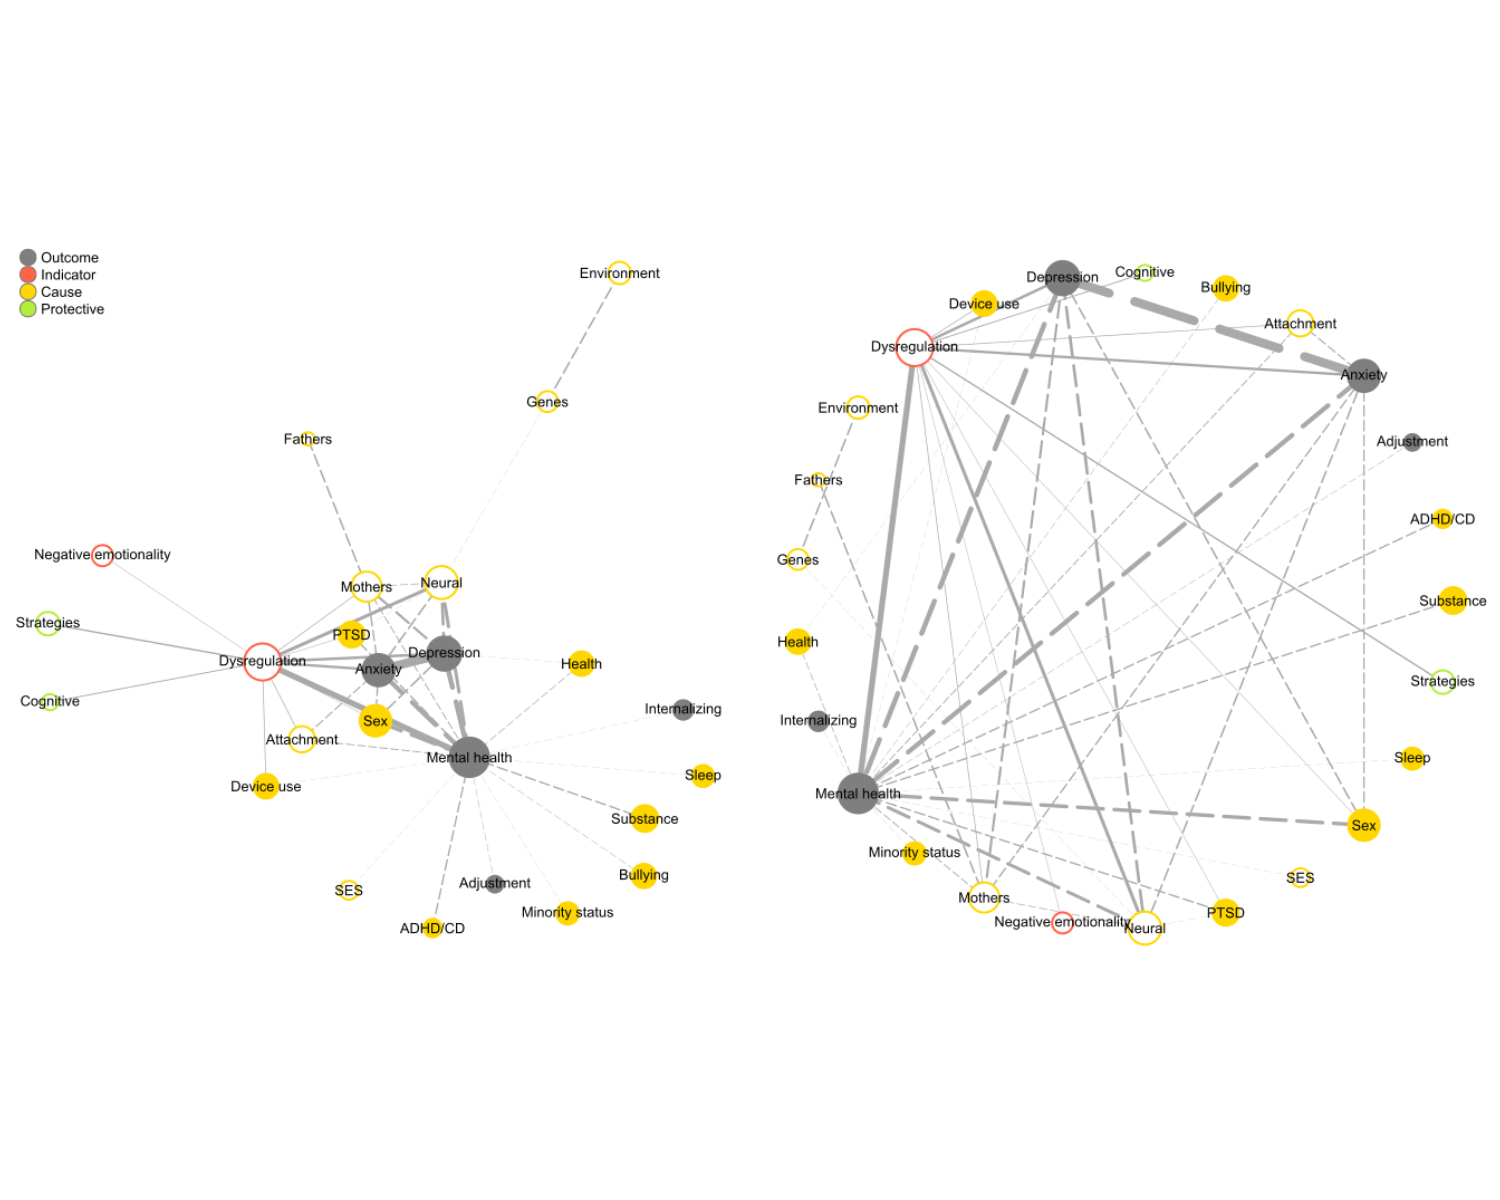 Outcome
Indicator
Cause
Protective
Environment
Genes
Fathers
Negative emotionality
Mothers
Neural
Strategies
PTSD
Dysregulation
Anxiety
Depression
Health
Cognitive
Internalizing
Sex
Attachment
Mental health
Device use
Sleep
Substance
Bullying
SES
Adjustment
Minority status
ADHD/CD
Depression
Cognitive
Bullying
Device use
Attachment
Dysregulation
Anxiety
Environment
Adjustment
Fathers
ADHD/CD
Genes
Substance
Health
Strategies
Internalizing
Sleep
Mental health
Sex
Minority status
SES
Mothers
PTSD
Negative emotionality
Neural